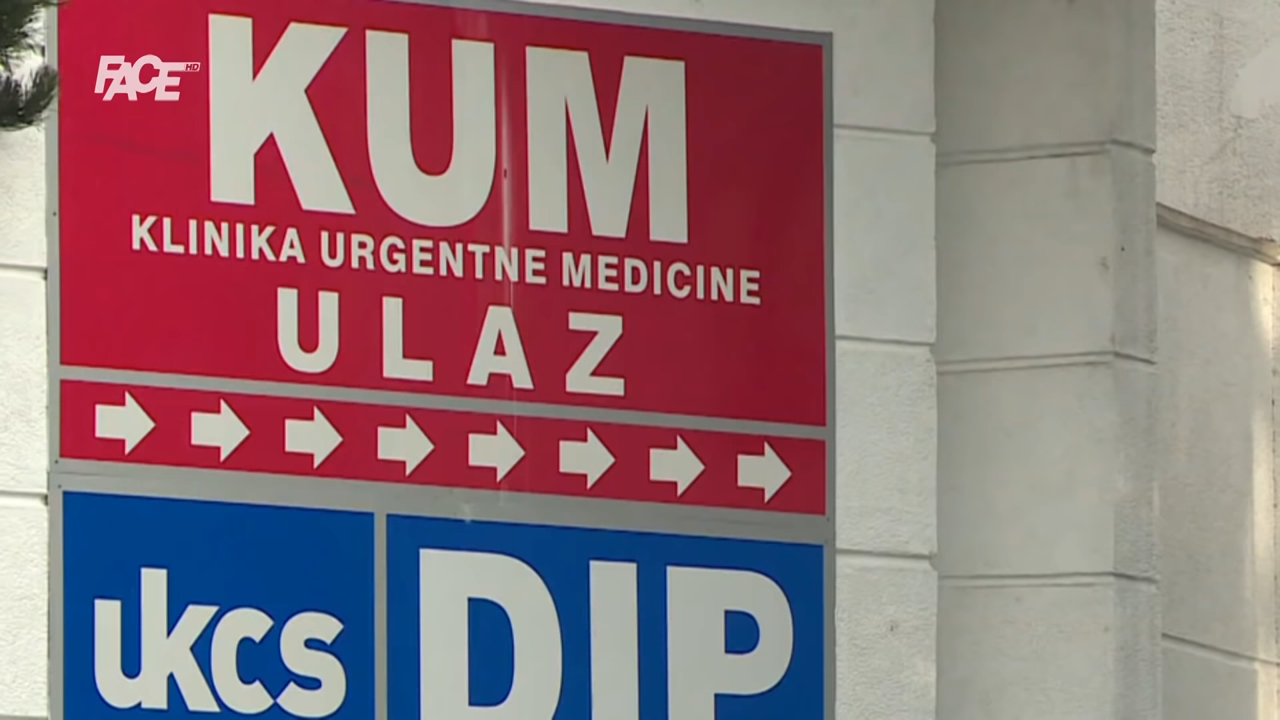 FACE HD
KUM
KLINIKA URGENTNE MEDICINE
ULAZ
ukcs
DIP